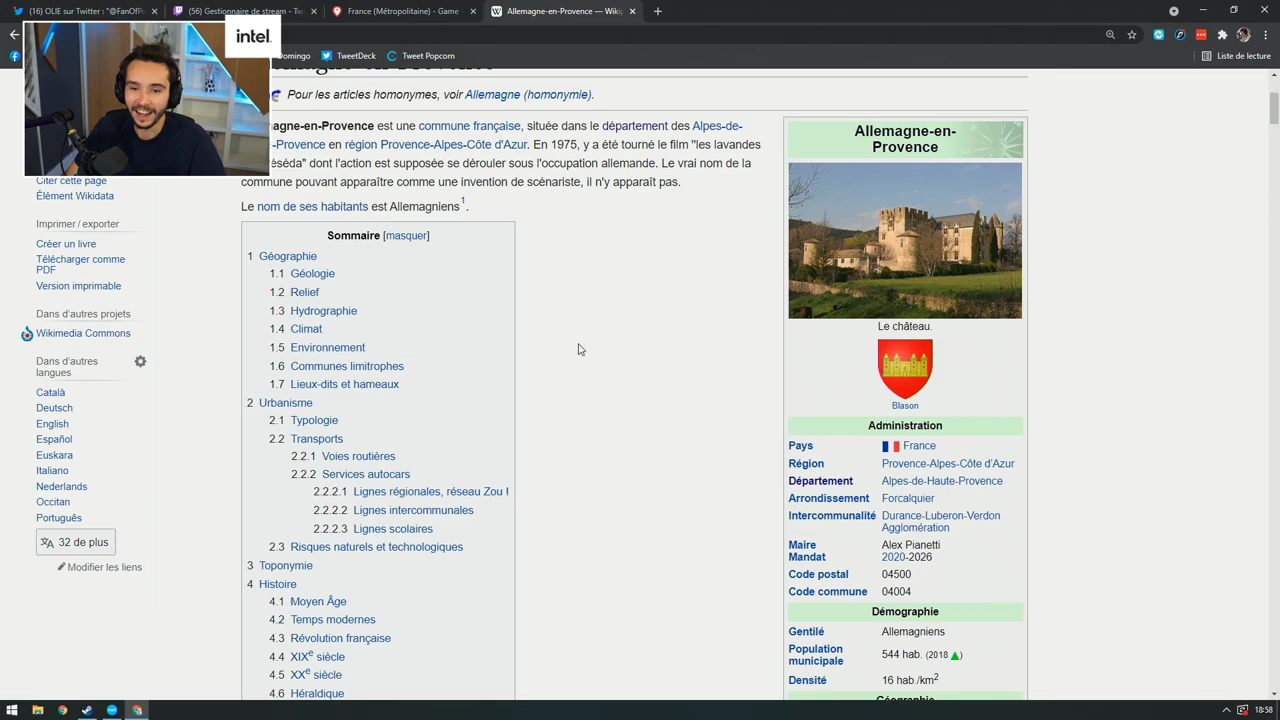 (16) OLIE sur Twitter : "@FanOfP
(4) Gestionnaire de stre
France (Métropolitaine) - Game
Allemagne-en-Provence — Wiki
intel.
Domingo
TweetDeck
Tweet Popcorn
Liste de lecture
Pour les articles homonymes, voir Allemagne (homonymie).
agne-en-Provence est une commune française, située dans le département des Alpes-de-
-Provence en région Provence-Alpes-Côte d'Azur. En 1975, y a été tourné le film "les lavandes
éséda" dont l'action est supposée se dérouler sous l'occupation allemande. Le vrai nom de la
commune pouvant apparaître comme une invention de scénariste, il n'y apparaît pas.
Le nom de ses habitants est Allemagniens1.
Citer cette page
Élément Wikidata
Imprimer / exporter
Créer un livre
Télécharger comme
PDF
Version imprimable
Dans d'autres projets
Wikimedia Commons
Dans d'autres
langues
Català
Deutsch
English
Español
Euskara
Italiano
Nederlands
Occitan
Português
32 de plus
Modifier les liens
Sommaire [masquer]
1 Géographie
1.1 Géologie
1.2 Relief
1.3 Hydrographie
1.4 Climat
1.5 Environnement
1.6 Communes limitrophes
1.7 Lieux-dits et hameaux
2 Urbanisme
2.1 Typologie
2.2 Transports
2.2.1 Voies routières
2.2.2 Services autocars
2.2.2.1 Lignes régionales, réseau Zou !
2.2.2.2 Lignes intercommunales
2.2.2.3 Lignes scolaires
2.3 Risques naturels et technologiques
3 Toponymie
4 Histoire
4.1 Moyen Âge
4.2 Temps modernes
4.3 Révolution française
4.4 XIXe siècle
4.5 XXe siècle
4.6 Héraldique
Allemagne-en-
Provence
Le château.
Blason
Administration
Pays France
Région Provence-Alpes-Côte d'Azur
Département Alpes-de-Haute-Provence
Arrondissement Forcalquier
Intercommunalité Durance-Luberon-Verdon
Agglomération
Maire Alex Pianetti
Mandat 2020-2026
Code postal 04500
Code commune 04004
Démographie
Gentilé Allemagniens
Population
municipale 544 hab. (2018 ▲)
Densité 16 hab./km2
Géographie
18:58